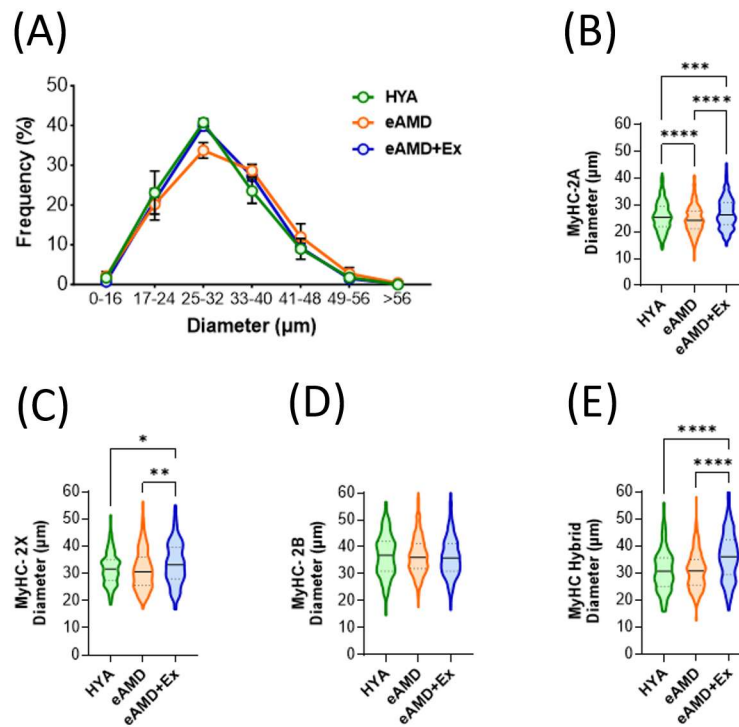 (A)
50
40
30
20
10
0
Frequency (%)
HYA
eAMD
eAMD+Ex
0-16 17-24 25-32 33-40 41-48 49-56 >56
Diameter (µm)
(B)
***
****
****
60
50
40
30
20
10
0
MyHC-2A
Diameter (µm)
HYA eAMD eAMD+Ex
(C)
*
**
60
50
40
30
20
10
0
MyHC- 2X
Diameter (µm)
HYA eAMD eAMD+Ex
(D)
60
50
40
30
20
10
0
MyHC- 2B
Diameter (µm)
HYA eAMD eAMD+Ex
(E)
****
****
60
50
40
30
20
10
0
MyHC Hybrid
Diameter (µm)
HYA eAMD eAMD+Ex